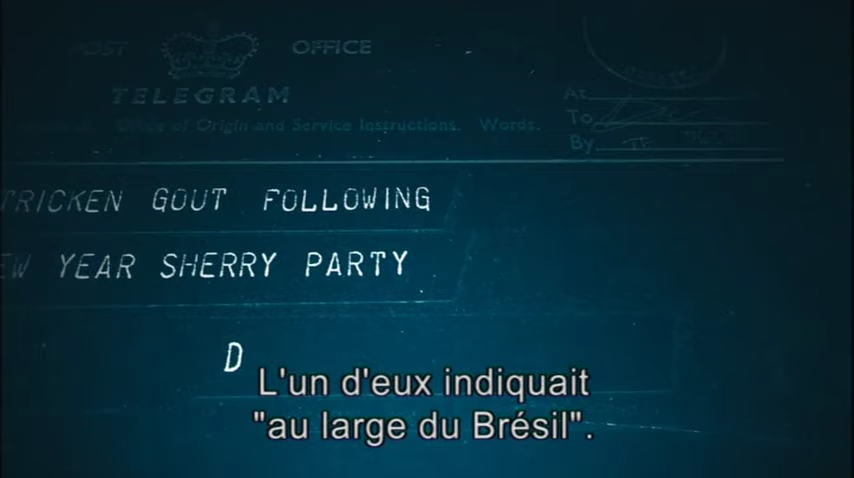 POST OFFICE
TELEGRAM
Office of Origin and Service Instructions. Words.
At
To
By
TRICKEN GOUT FOLLOWING
EW YEAR SHERRY PARTY
D
L'un d'eux indiquait
"au large du Brésil".